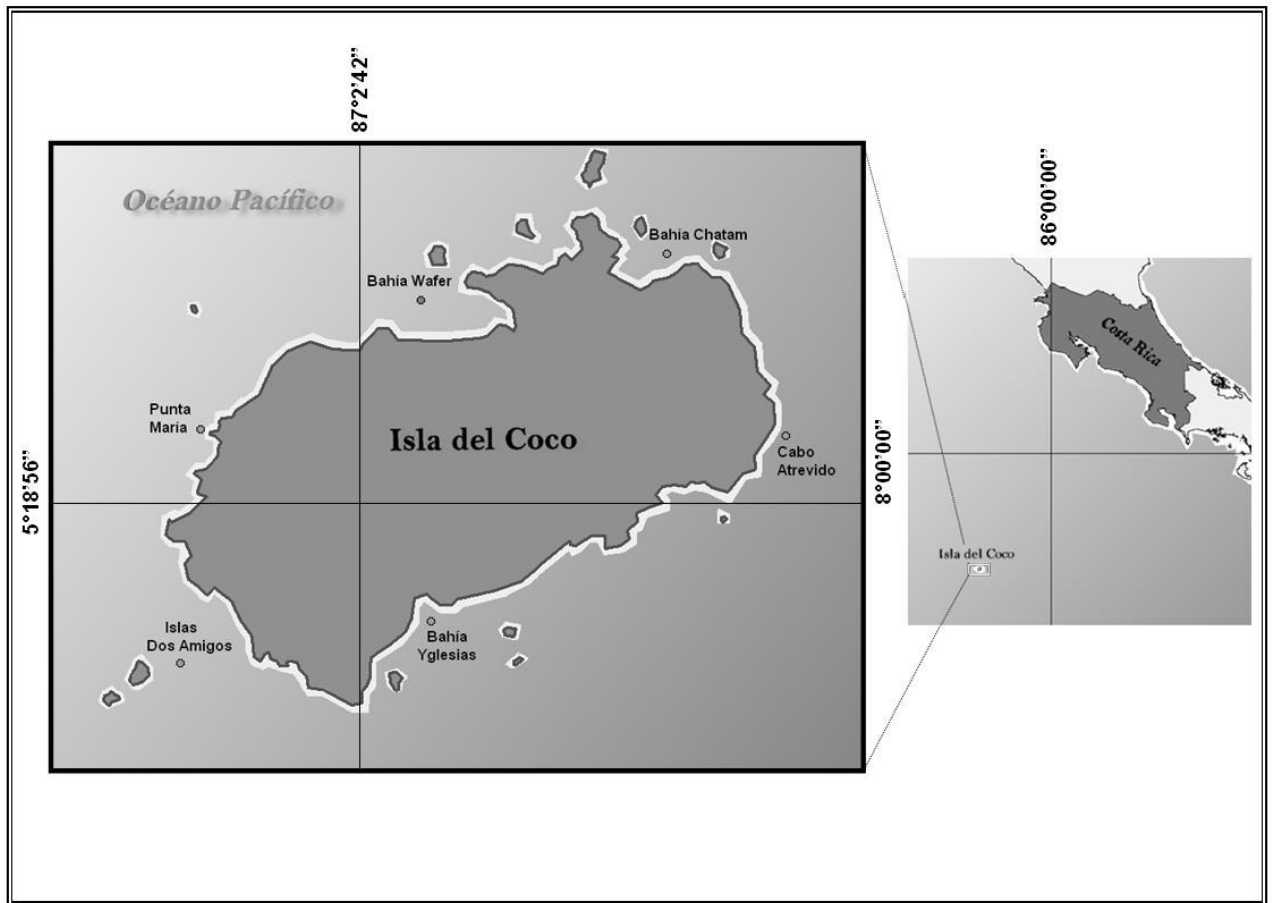 87°2'42”
86°00'00”
Océano Pacífico
Bahía Chatam
Bahía Wafer
Costa Rica
Punta
María
Isla del Coco
Cabo
Atrevido
8°00'00”
5°18'56”
Isla del Coco
Islas
Dos Amigos
Bahía
Yglesias